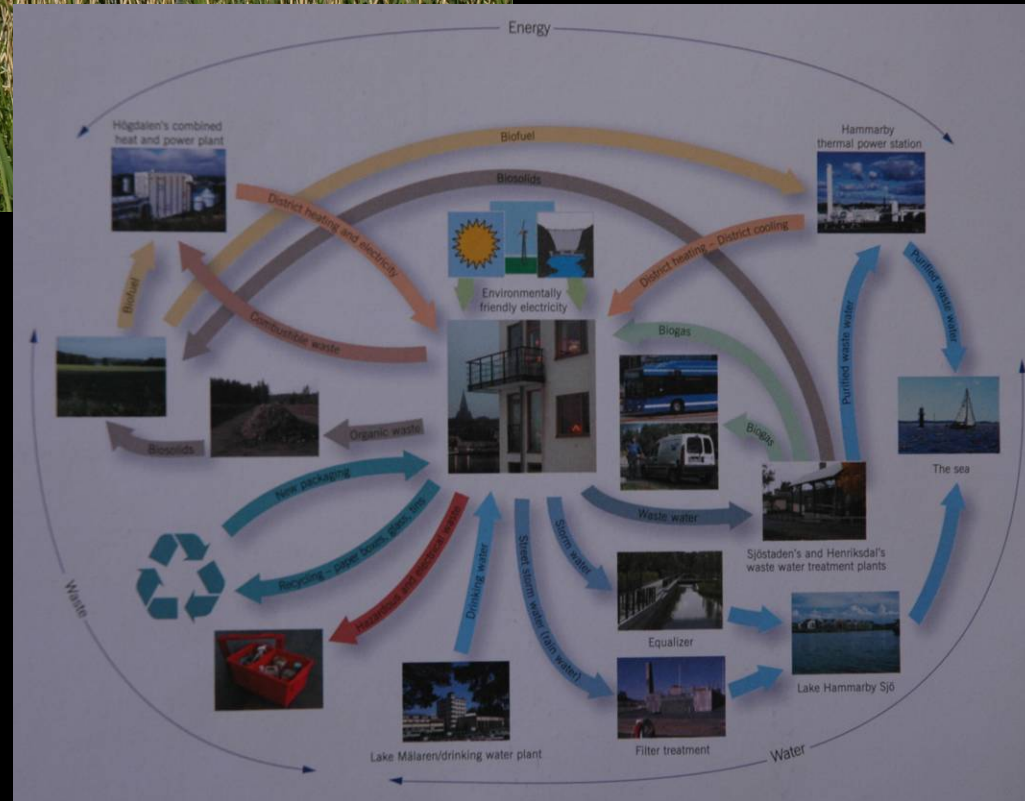 Energy
Högdalen's combined
heat and power plant
Hammarby
thermal power station
Biofuel
Biosolids
District heating and electricity
District heating – District cooling
Environmentally
friendly electricity
Biofuel
Combustible waste
Biogas
Purified waste water
Purified waste water
Organic waste
Biosolids
Biogas
The sea
New packaging
Recycling – paper boxes, glass, tins
Hazardous and electrical waste
Drinking water
Street storm water (rain water)
Storm water
Waste water
Sjöstaden's and Henriksdal's
waste water treatment plants
Waste
Equalizer
Lake Hammarby Sjö
Filter treatment
Lake Mälaren/drinking water plant
Water